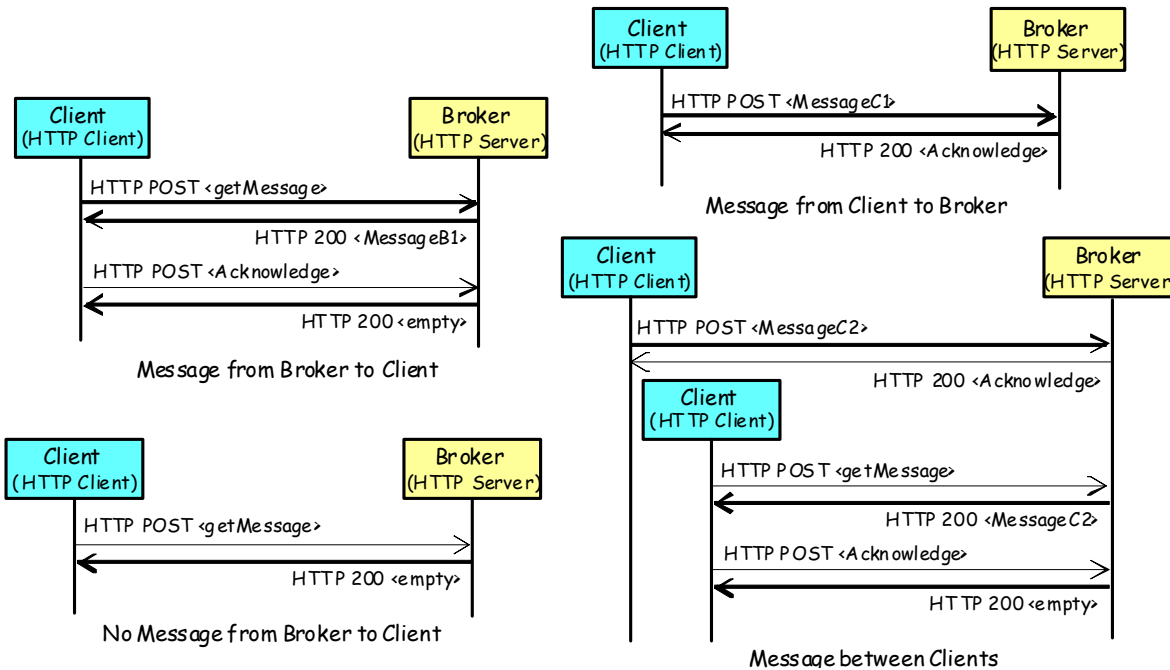 Client
(HTTP Client)
Broker
(HTTP Server)
HTTP POST <getMessage>
HTTP 200 <MessageB1>
HTTP POST <Acknowledge>
HTTP 200 <empty>
Message from Broker to Client
Client
(HTTP Client)
Broker
(HTTP Server)
HTTP POST <getMessage>
HTTP 200 <empty>
No Message from Broker to Client
Client
(HTTP Client)
Broker
(HTTP Server)
HTTP POST <MessageC1>
HTTP 200 <Acknowledge>
Message from Client to Broker
Client
(HTTP Client)
Broker
(HTTP Server
HTTP POST <MessageC2>
HTTP 200 <Acknowledge>
Client
(HTTP Client)
HTTP POST <getMessage>
HTTP 200 <MessageC2>
HTTP POST <Acknowledge>
HTTP 200 <empty>
Message between Clients